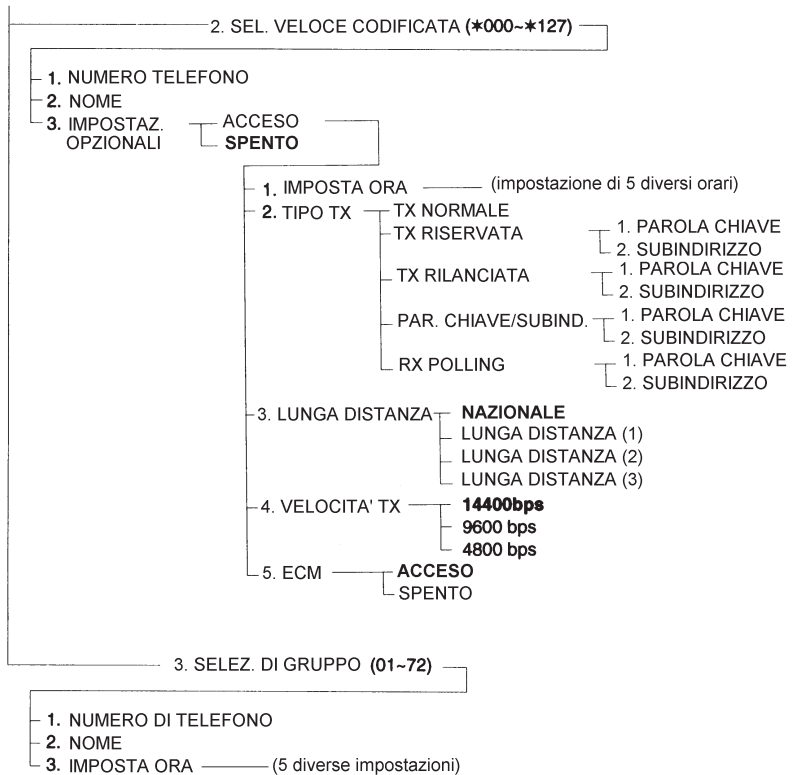 2. SEL. VELOCE CODIFICATA (∗000~∗127)
1. NUMERO TELEFONO
2. NOME
3. IMPOSTAZ. OPZIONALI
ACCESO
SPENTO
1. IMPOSTA ORA (impostazione di 5 diversi orari)
2. TIPO TX
TX NORMALE
TX RISERVATA
1. PAROLA CHIAVE
2. SUBINDIRIZZO
TX RILANCIATA
1. PAROLA CHIAVE
2. SUBINDIRIZZO
PAR. CHIAVE/SUBIND.
1. PAROLA CHIAVE
2. SUBINDIRIZZO
RX POLLING
1. PAROLA CHIAVE
2. SUBINDIRIZZO
3. LUNGA DISTANZA
NAZIONALE
LUNGA DISTANZA (1)
LUNGA DISTANZA (2)
LUNGA DISTANZA (3)
4. VELOCITA' TX
14400bps
9600 bps
4800 bps
5. ECM
ACCESO
SPENTO
3. SELEZ. DI GRUPPO (01~72)
1. NUMERO DI TELEFONO
2. NOME
3. IMPOSTA ORA (5 diverse impostazioni)